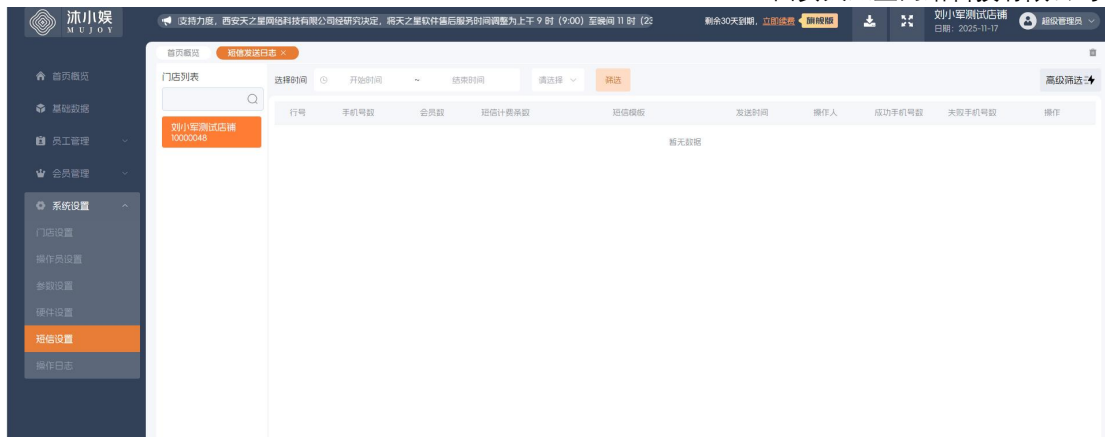 沐小娱
MUJOY
度支持力度，西安天之星网络科技有限公司经研究决定，将天之星软件售后服务时间调整为上午 9 时 (9:00) 至晚间 11 时
剩余30天到期，立即续费 旗舰版
刘小军测试店铺
日期：2025-11-17
超级管理员
首页概览 短信发送日志 ×
首页概览
基础数据
员工管理
会员管理
系统设置
门店设置
操作员设置
参数设置
硬件设置
短信设置
操作日志
门店列表
刘小军测试店铺
10000048
选择时间 开始时间 ~ 结束时间 请选择 筛选 高级筛选
行号 手机号数 会员数 短信计费条数 短信模板 发送时间 操作人 成功手机号数 失败手机号数 操作
暂无数据